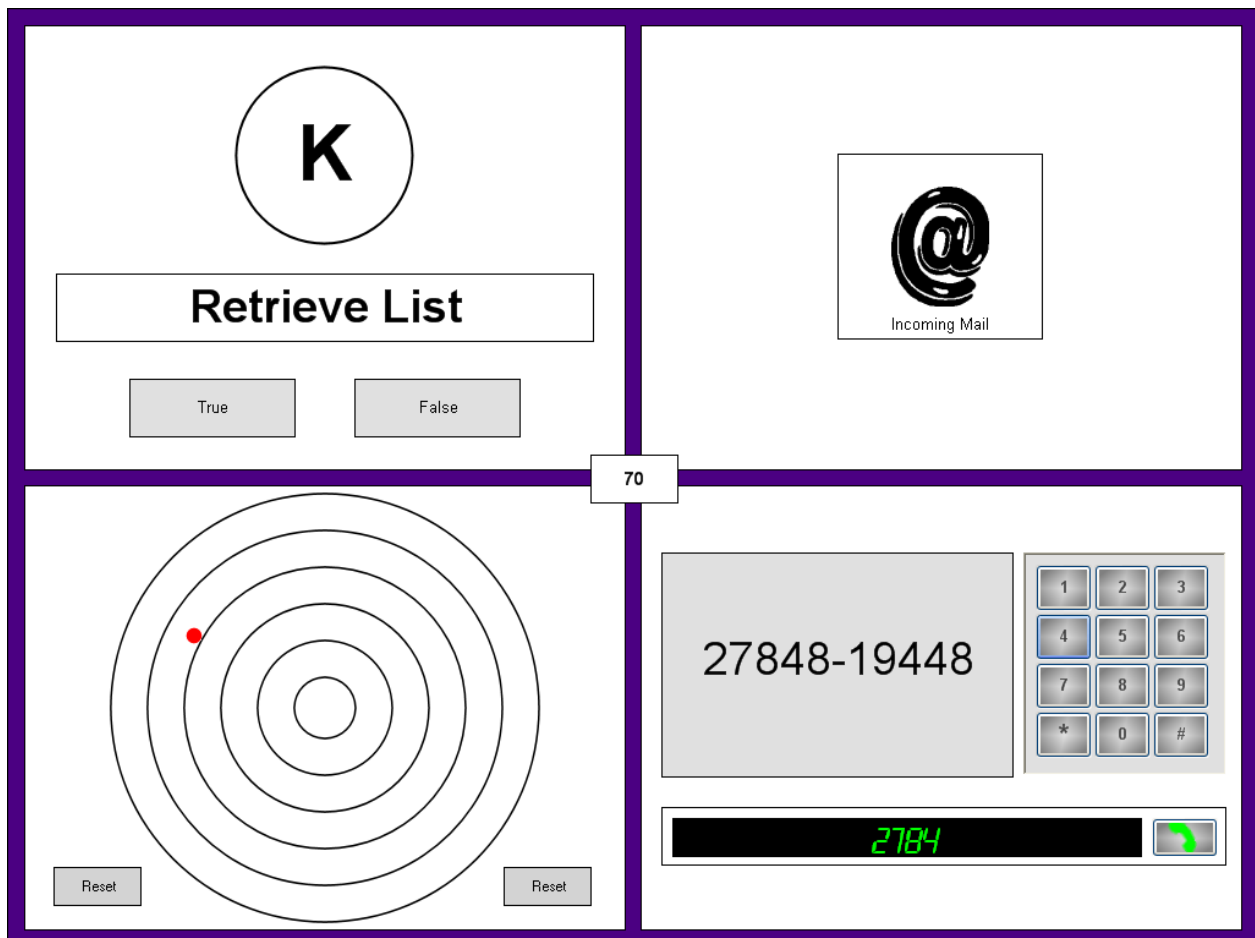 K
Retrieve List
True
False
@
Incoming Mail
70
Reset
Reset
27848-19448
1 2 3
4 5 6
7 8 9
* 0 #
2784